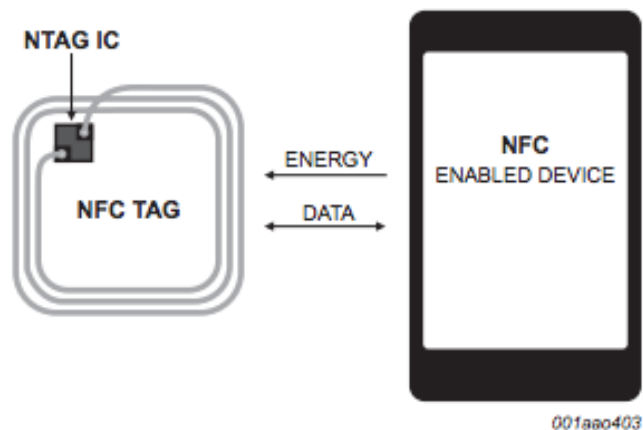 NTAG IC
NFC TAG
ENERGY
DATA
NFC
ENABLED DEVICE
001aao403